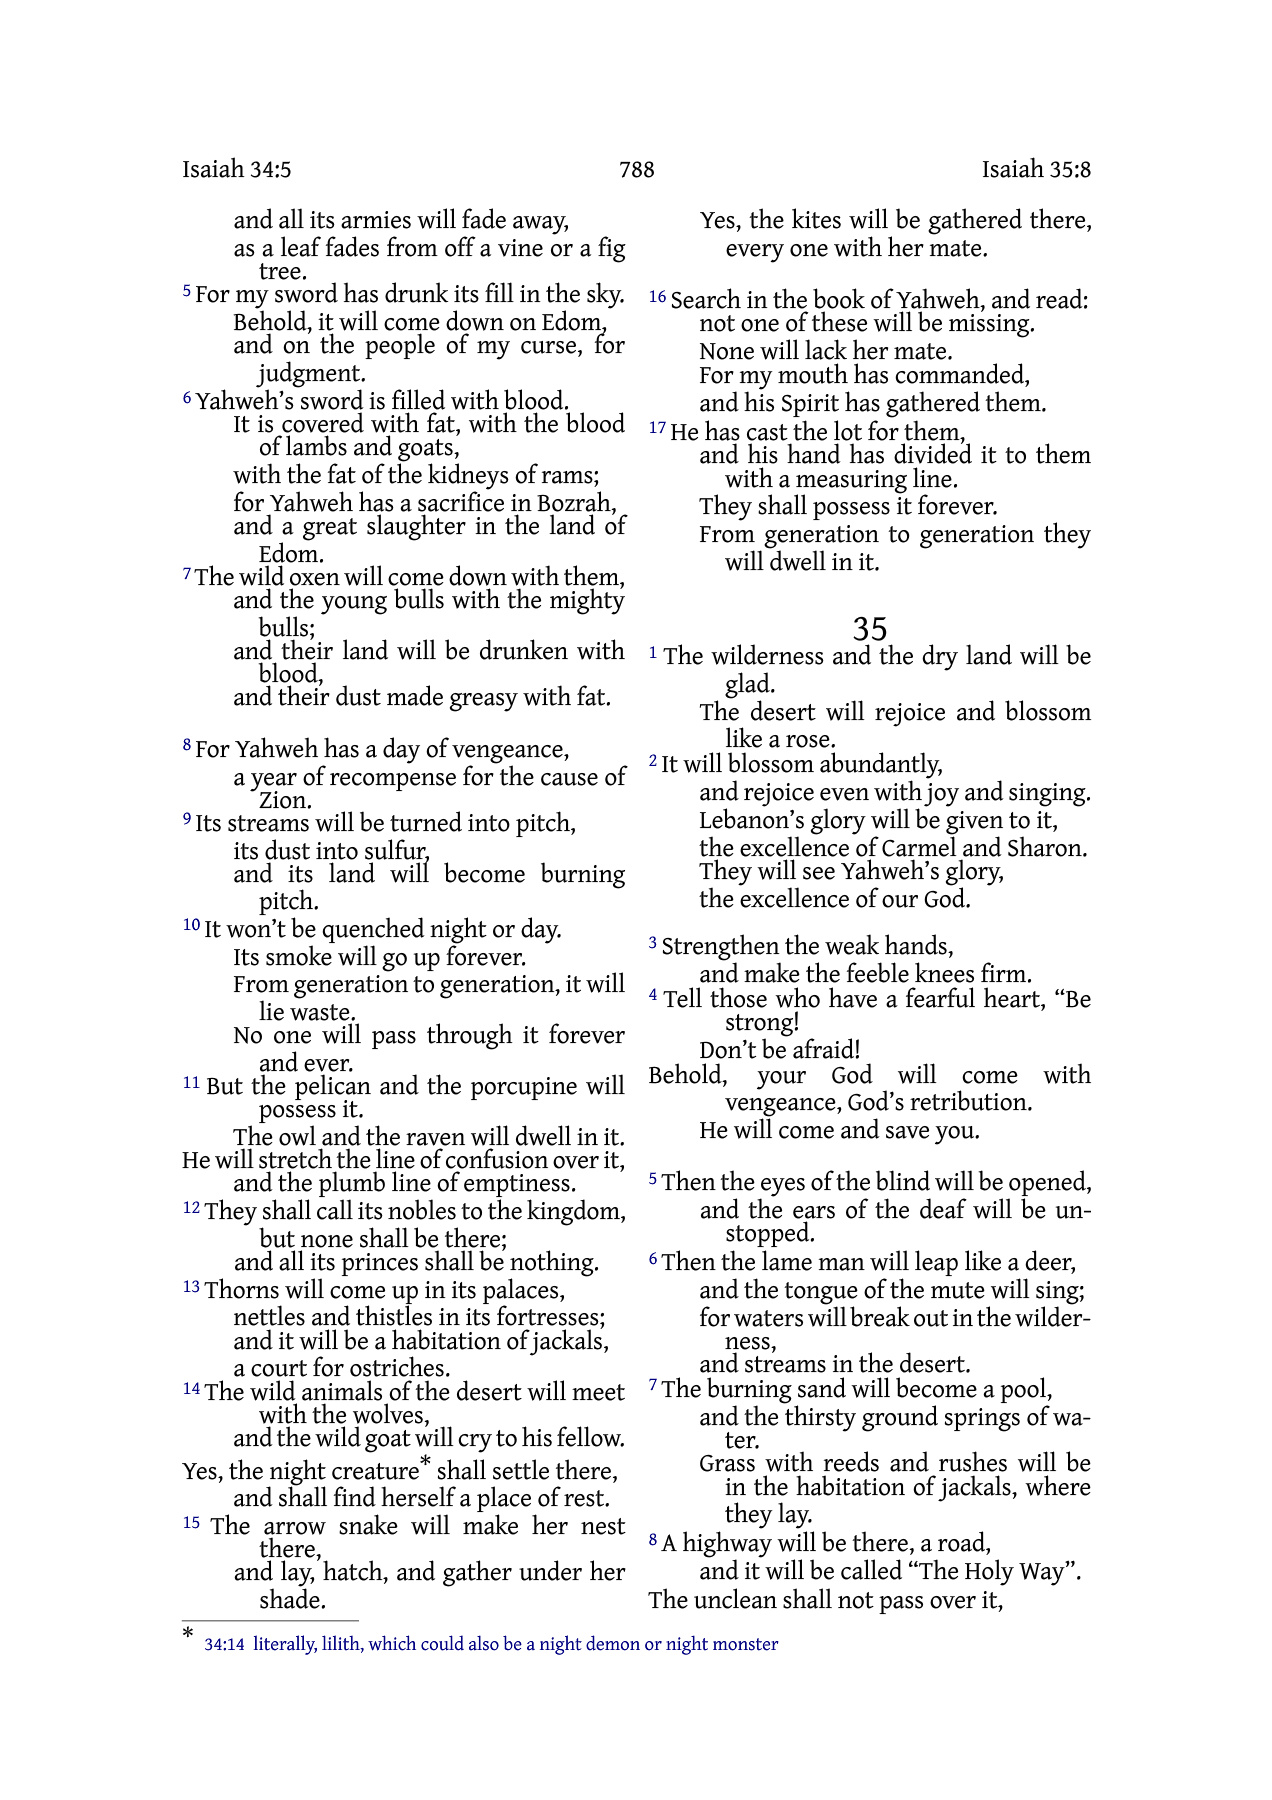 Isaiah 34:5 788 Isaiah 35:8
and all its armies will fade away,
as a leaf fades from off a vine or a fig
tree.
5 For my sword has drunk its fill in the sky.
Behold, it will come down on Edom,
and on the people of my curse, for
judgment.
6 Yahweh’s sword is filled with blood.
It is covered with fat, with the blood
of lambs and goats,
with the fat of the kidneys of rams;
for Yahweh has a sacrifice in Bozrah,
and a great slaughter in the land of
Edom.
7 The wild oxen will come down with them,
and the young bulls with the mighty
bulls;
and their land will be drunken with
blood,
and their dust made greasy with fat.
8 For Yahweh has a day of vengeance,
a year of recompense for the cause of
Zion.
9 Its streams will be turned into pitch,
its dust into sulfur,
and its land will become burning
pitch.
10 It won’t be quenched night or day.
Its smoke will go up forever.
From generation to generation, it will
lie waste.
No one will pass through it forever
and ever.
11 But the pelican and the porcupine will
possess it.
The owl and the raven will dwell in it.
He will stretch the line of confusion over it,
and the plumb line of emptiness.
12 They shall call its nobles to the kingdom,
but none shall be there;
and all its princes shall be nothing.
13 Thorns will come up in its palaces,
nettles and thistles in its fortresses;
and it will be a habitation of jackals,
a court for ostriches.
14 The wild animals of the desert will meet
with the wolves,
and the wild goat will cry to his fellow.
Yes, the night creature* shall settle there,
and shall find herself a place of rest.
15 The arrow snake will make her nest
there,
and lay, hatch, and gather under her
shade.
Yes, the kites will be gathered there,
every one with her mate.
16 Search in the book of Yahweh, and read:
not one of these will be missing.
None will lack her mate.
For my mouth has commanded,
and his Spirit has gathered them.
17 He has cast the lot for them,
and his hand has divided it to them
with a measuring line.
They shall possess it forever.
From generation to generation they
will dwell in it.
35
1 The wilderness and the dry land will be
glad.
The desert will rejoice and blossom
like a rose.
2 It will blossom abundantly,
and rejoice even with joy and singing.
Lebanon’s glory will be given to it,
the excellence of Carmel and Sharon.
They will see Yahweh’s glory,
the excellence of our God.
3 Strengthen the weak hands,
and make the feeble knees firm.
4 Tell those who have a fearful heart, “Be
strong!
Don’t be afraid!
Behold, your God will come with
vengeance, God’s retribution.
He will come and save you.
5 Then the eyes of the blind will be opened,
and the ears of the deaf will be un-
stopped.
6 Then the lame man will leap like a deer,
and the tongue of the mute will sing;
for waters will break out in the wilder-
ness,
and streams in the desert.
7 The burning sand will become a pool,
and the thirsty ground springs of wa-
ter.
Grass with reeds and rushes will be
in the habitation of jackals, where
they lay.
8 A highway will be there, a road,
and it will be called “The Holy Way”.
The unclean shall not pass over it,
* 34:14 literally, lilith, which could also be a night demon or night monster